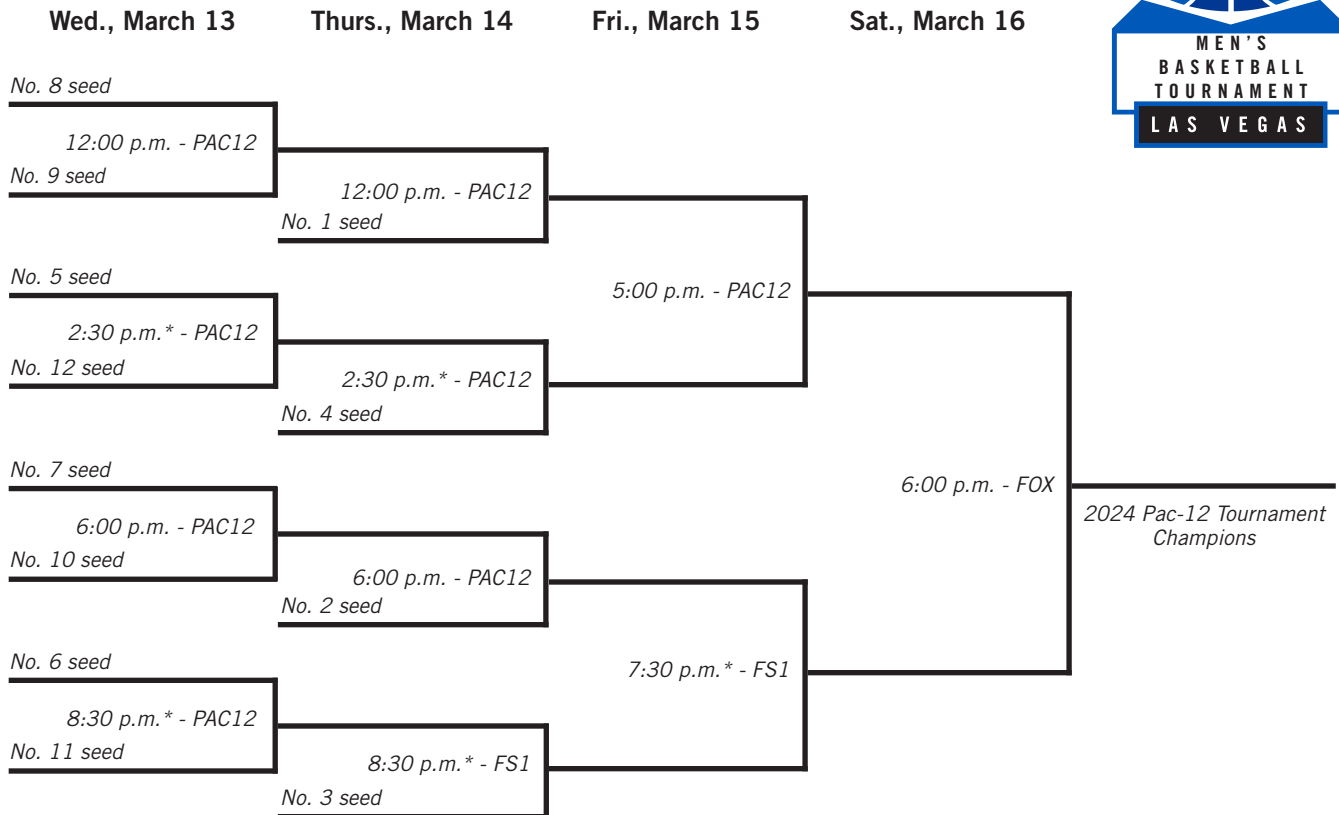 Wed., March 13
Thurs., March 14
Fri., March 15
Sat., March 16
MEN'S
BASKETBALL
TOURNAMENT
LAS VEGAS
No. 8 seed
12:00 p.m. - PAC12
No. 9 seed
12:00 p.m. - PAC12
No. 1 seed
No. 5 seed
2:30 p.m.* - PAC12
No. 12 seed
2:30 p.m.* - PAC12
No. 4 seed
5:00 p.m. - PAC12
No. 7 seed
6:00 p.m. - PAC12
No. 10 seed
6:00 p.m. - PAC12
No. 2 seed
No. 6 seed
8:30 p.m.* - PAC12
No. 11 seed
8:30 p.m.* - FS1
No. 3 seed
7:30 p.m.* - FS1
6:00 p.m. - FOX
2024 Pac-12 Tournament
Champions